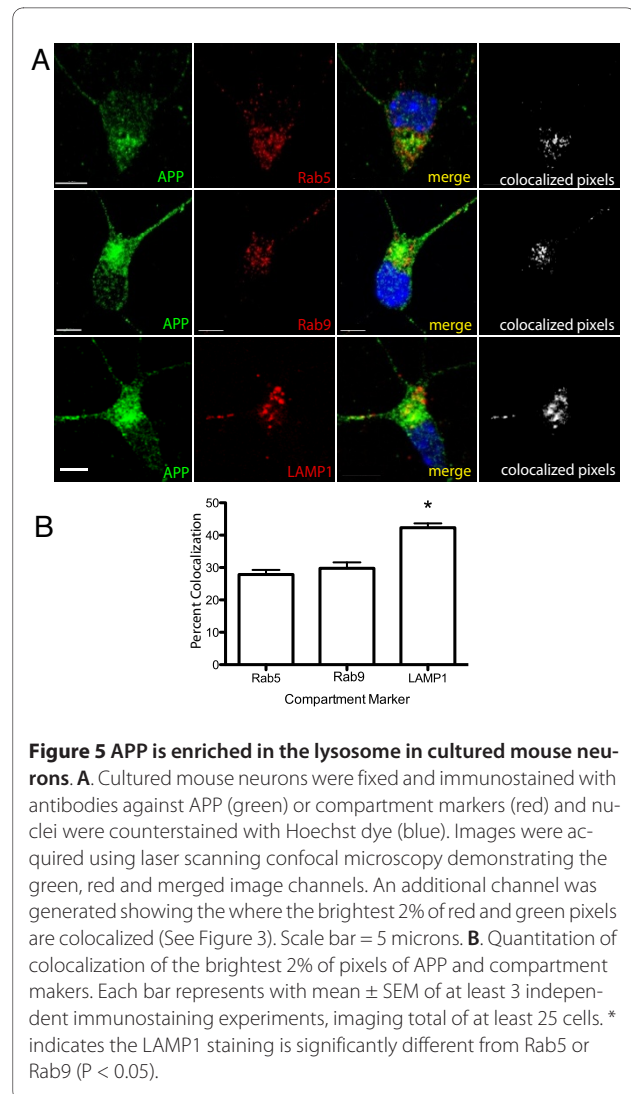 A
APP Rab5 merge colocalized pixels
APP Rab9 merge colocalized pixels
APP LAMP1 merge colocalized pixels
B
Percent Colocalization
50
40
30
20
10
0
*
Rab5 Rab9 LAMP1
Compartment Marker
Figure 5 APP is enriched in the lysosome in cultured mouse neu-
rons. A. Cultured mouse neurons were fixed and immunostained with
antibodies against APP (green) or compartment markers (red) and nu-
clei were counterstained with Hoechst dye (blue). Images were ac-
quired using laser scanning confocal microscopy demonstrating the
green, red and merged image channels. An additional channel was
generated showing the where the brightest 2% of red and green pixels
are colocalized (See Figure 3). Scale bar = 5 microns. B. Quantitation of
colocalization of the brightest 2% of pixels of APP and compartment
makers. Each bar represents with mean ± SEM of at least 3 indepen-
dent immunostaining experiments, imaging total of at least 25 cells. *
indicates the LAMP1 staining is significantly different from Rab5 or
Rab9 (P < 0.05).